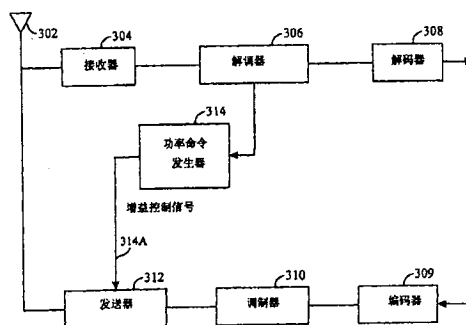 302
304
306
308
接收器
解调器
解码器
314
功率命令
发生器
增益控制信号
314A
312
310
309
发送器
调制器
编码器